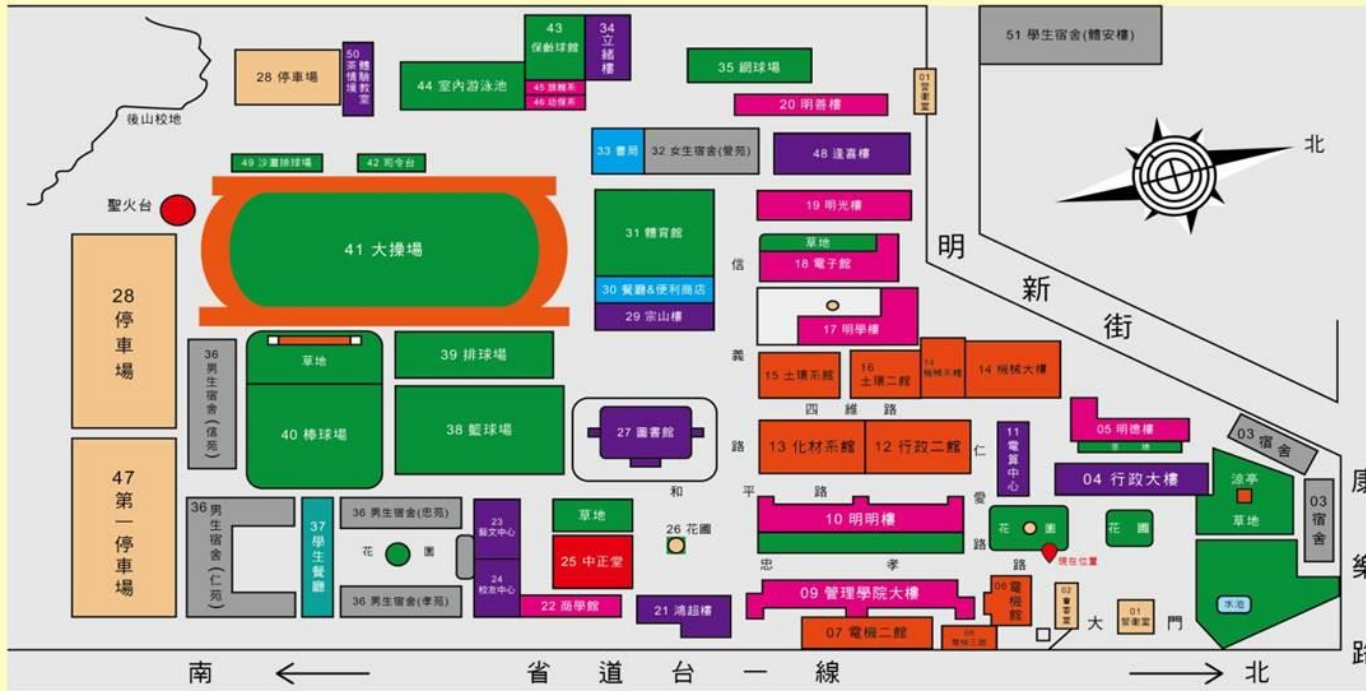 43
保齡球館
34
立緒樓
51 學生宿舍(體安樓)
28 停車場
50
茶情境
體驗教室
44 室內游泳池
45 旅館系
46 幼保系
35 網球場
01
警衛室
20 明善樓
後山校地
北
33 書局
32 女生宿舍(愛苑)
48 逢喜樓
49 沙灘排球場
42 司令台
聖火台
41 大操場
31 體育館
30 餐廳&便利商店
29 宗山樓
19 明光樓
草地
18 電子館
17 明學樓
信義路
明新街
28
停車場
36
男生宿舍(信苑)
草地
40 棒球場
39 排球場
38 籃球場
27 圖書館
15 土環系館
16
土環二館
機械系館
14 機械大樓
四維路
13 化材系館
12 行政二館
仁愛路
11
電算中心
05 明德樓
草地
04 行政大樓
03 宿舍
涼亭
草地
03
宿舍
康樂路
47
第一停車場
36
男生宿舍(仁苑)
37
學生餐廳
36 男生宿舍(忠苑)
花園
36 男生宿舍(孝苑)
23
藝文中心
24
校友中心
草地
25 中正堂
22 商學館
和平路
26 花圃
21 鴻超樓
10 明明樓
忠孝路
09 管理學院大樓
07 電機二館
06
電機館
花園
現在位置
花圃
02
01
警衛室
大門
水池
南
省道台一線
北